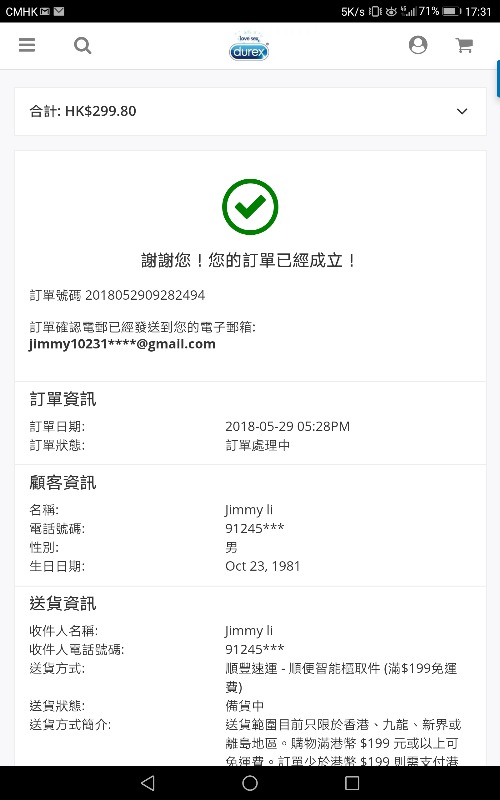 CMHK 5K/s 71% 17:31
love sex
durex
合計: HK$299.80
謝謝您！您的訂單已經成立！
訂單號碼 2018052909282494
訂單確認電郵已經發送到您的電子郵箱:
jimmy10231****@gmail.com
訂單資訊
訂單日期: 2018-05-29 05:28PM
訂單狀態: 訂單處理中
顧客資訊
名稱: Jimmy li
電話號碼: 91245***
性別: 男
生日日期: Oct 23, 1981
送貨資訊
收件人名稱: Jimmy li
收件人電話號碼: 91245***
送貨方式: 順豐速運 - 順便智能櫃取件 (滿$199免運
費)
送貨狀態: 備貨中
送貨方式簡介: 送貨範圍目前只限於香港、九龍、新界或
離島地區。購物滿港幣 $199 元或以上可
免運費。訂單少於港幣 $199 則需支付港